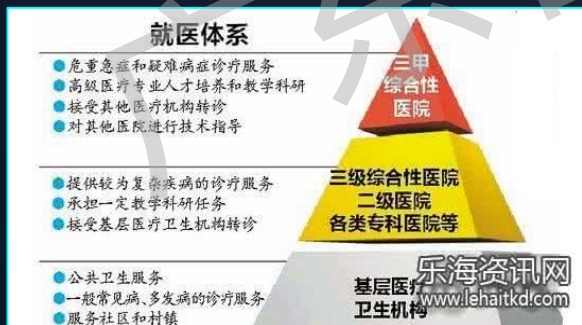 就医体系
危重急症和疑难病症诊疗服务
高级医疗专业人才培养和教学科研
接受其他医疗机构转诊
对其他医院进行技术指导
三甲
综合性
医院
提供较为复杂疾病的诊疗服务
承担一定教学科研任务
接受基层医疗卫生机构转诊
三级综合性医院
二级医院
各类专科医院等
公共卫生服务
一般常见病、多发病的诊疗服务
服务社区和村镇
基层医疗
卫生机构
乐海资讯网
www.lehaitkd.com